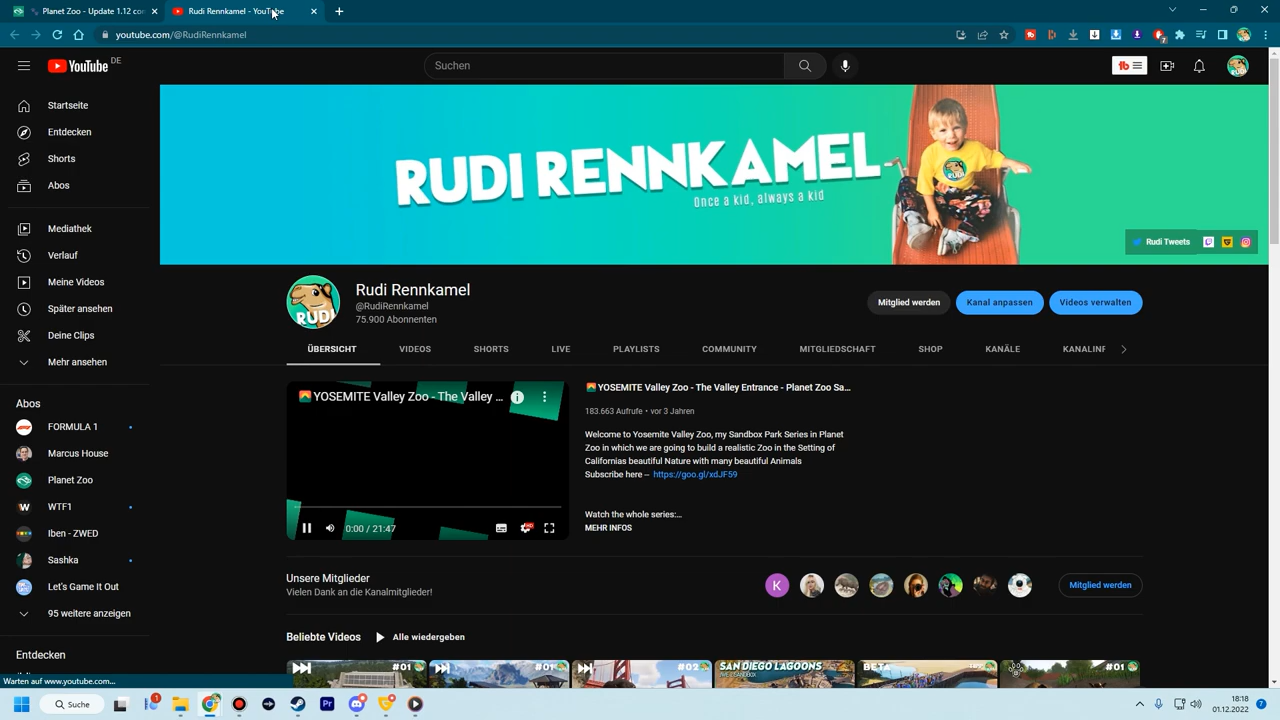 Planet Zoo - Update 1.12 co
Rudi Rennkamel - YouTube
youtube.com/@RudiRennkamel
7
YouTube DE
Suchen
Startseite
Entdecken
Shorts
Abos
Mediathek
Verlauf
Meine Videos
Später ansehen
Deine Clips
Mehr ansehen
Abos
FORMULA 1
Marcus House
Planet Zoo
WTF1
Iben - ZWED
Sashka
Let's Game It Out
95 weitere anzeigen
Entdecken
RUDI RENNKAMEL
Once a kid, always a kid
Rudi Tweets
RUDI
Rudi Rennkamel
@RudiRennkamel
75.900 Abonnenten
Mitglied werden
Kanal anpassen
Videos verwalten
ÜBERSICHT
VIDEOS
SHORTS
LIVE
PLAYLISTS
COMMUNITY
MITGLIEDSCHAFT
SHOP
KANÄLE
KANALINF
YOSEMITE Valley Zoo - The Valley ...
0:00 / 21:47
YOSEMITE Valley Zoo - The Valley Entrance - Planet Zoo Sa...
183.663 Aufrufe • vor 3 Jahren
Welcome to Yosemite Valley Zoo, my Sandbox Park Series in Planet
Zoo in which we are going to build a realistic Zoo in the Setting of
Californias beautiful Nature with many beautiful Animals
Subscribe here – https://goo.gl/xdJF59
Watch the whole series:...
MEHR INFOS
Unsere Mitglieder
Vielen Dank an die Kanalmitglieder!
K
Mitglied werden
Beliebte Videos
Alle wiedergeben
#01
#01
#02
SAN DIEGO LAGOONS
BETA
#01
Warten auf www.youtube.com...
Suche
1
Pr
18:18
01.12.2022
7